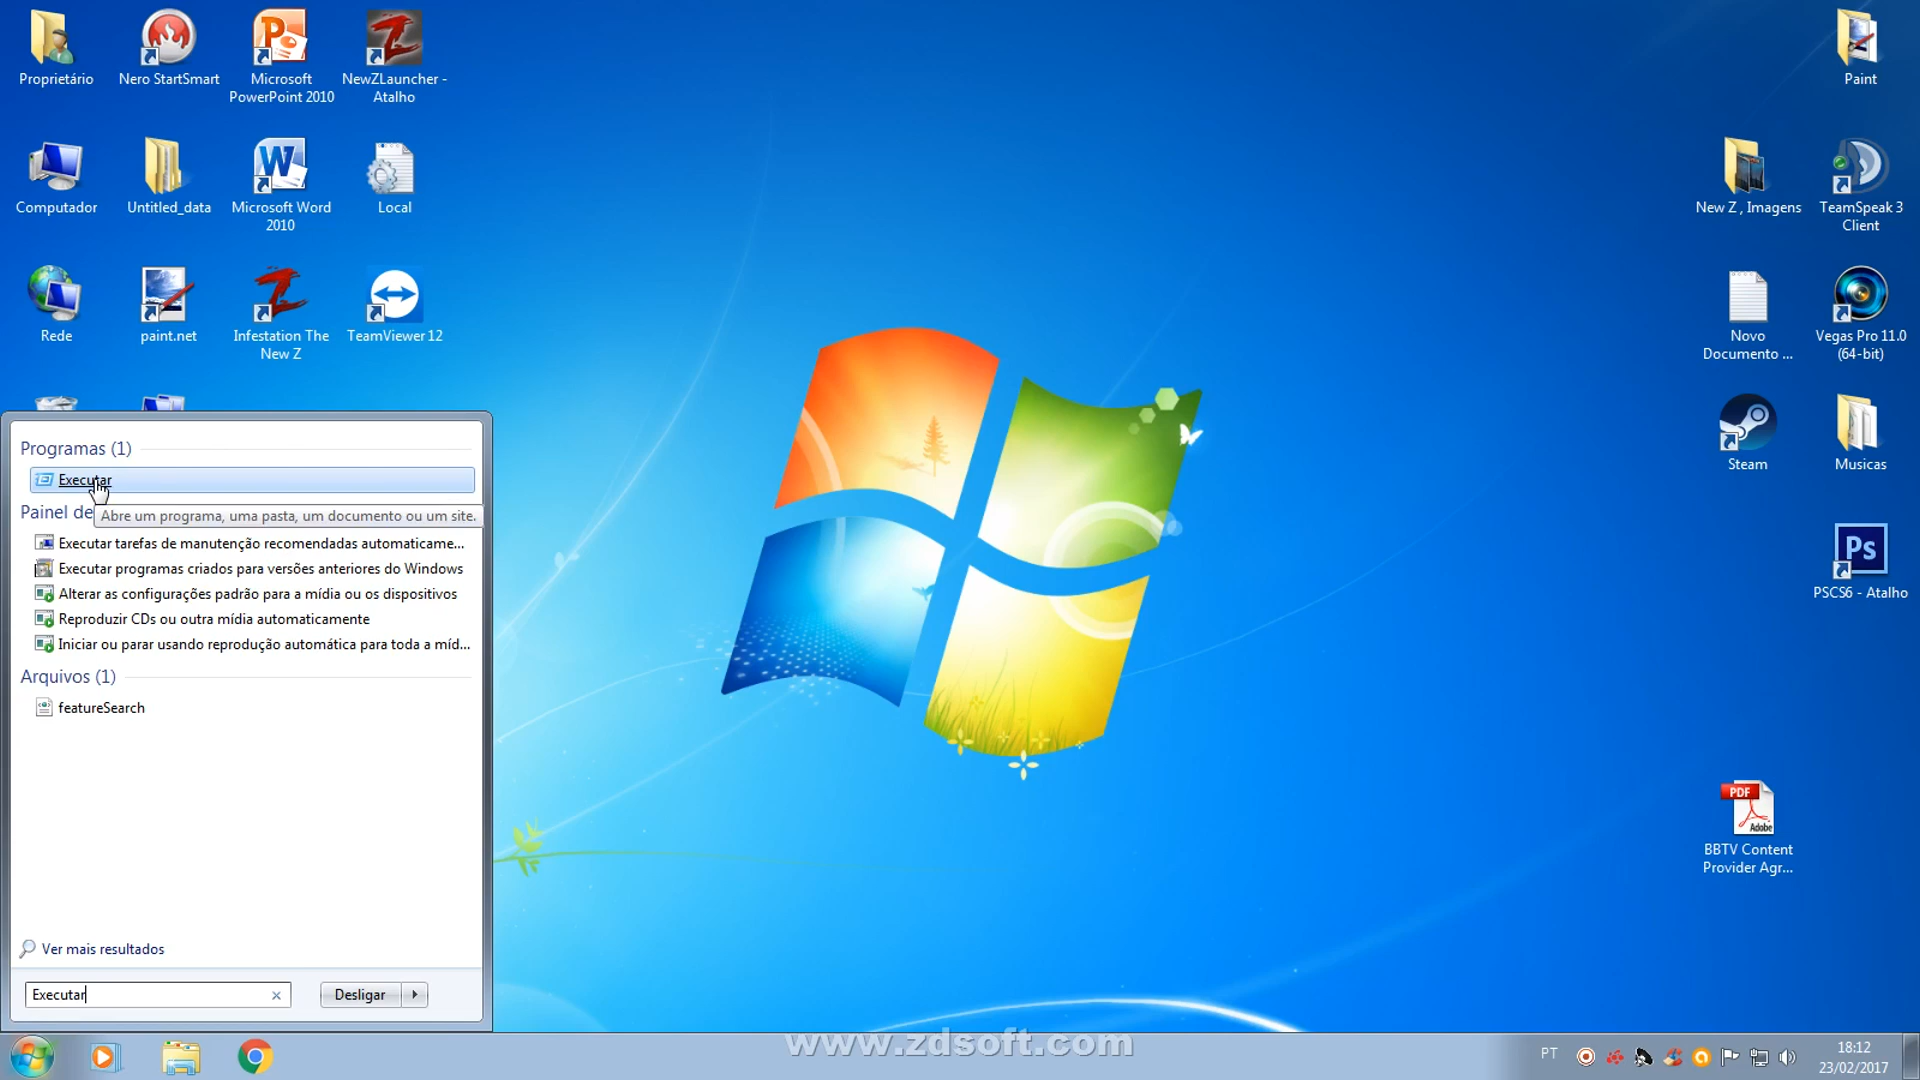 Proprietário
Nero StartSmart
Microsoft
PowerPoint 2010
NewZLauncher -
Atalho
Paint
Computador
Untitled_data
Microsoft Word
2010
Local
New Z , Imagens
TeamSpeak 3
Client
Rede
paint.net
Infestation The
New Z
TeamViewer 12
Novo
Documento ...
Vegas Pro 11.0
(64-bit)
Steam
Musicas
Ps
PSCS6 - Atalho
PDF
Adobe
BBTV Content
Provider Agr...
Programas (1)
Executar
Painel de
Abre um programa, uma pasta, um documento ou um site.
Executar tarefas de manutenção recomendadas automaticame...
Executar programas criados para versões anteriores do Windows
Alterar as configurações padrão para a mídia ou os dispositivos
Reproduzir CDs ou outra mídia automaticamente
Iniciar ou parar usando reprodução automática para toda a míd...
Arquivos (1)
featureSearch
Ver mais resultados
Executar
Desligar
www.zdsoft.com
PT
18:12
23/02/2017